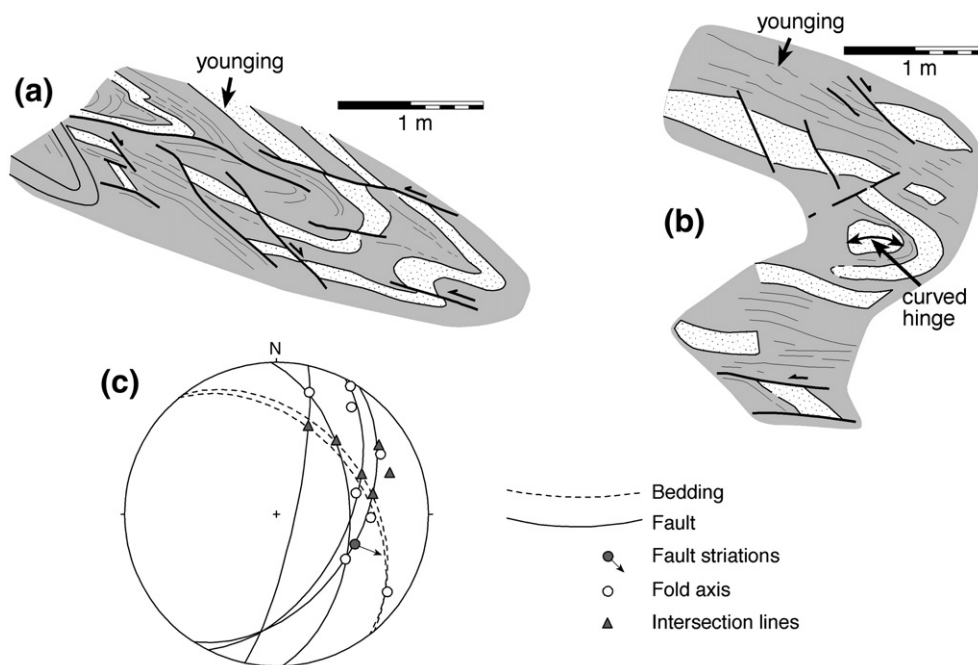 (a)
younging
1 m
(b)
younging
1 m
curved
hinge
(c)
N
Bedding
Fault
Fault striations
Fold axis
Intersection lines